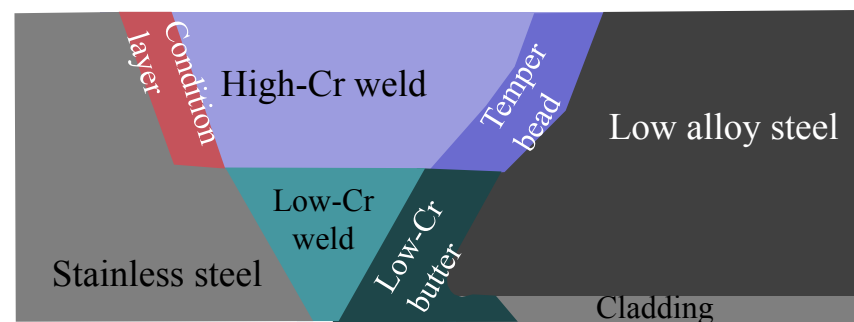 Condition
layer
High-Cr weld
Temper
bead
Low alloy steel
Low-Cr
weld
Low-Cr
butter
Stainless steel
Cladding